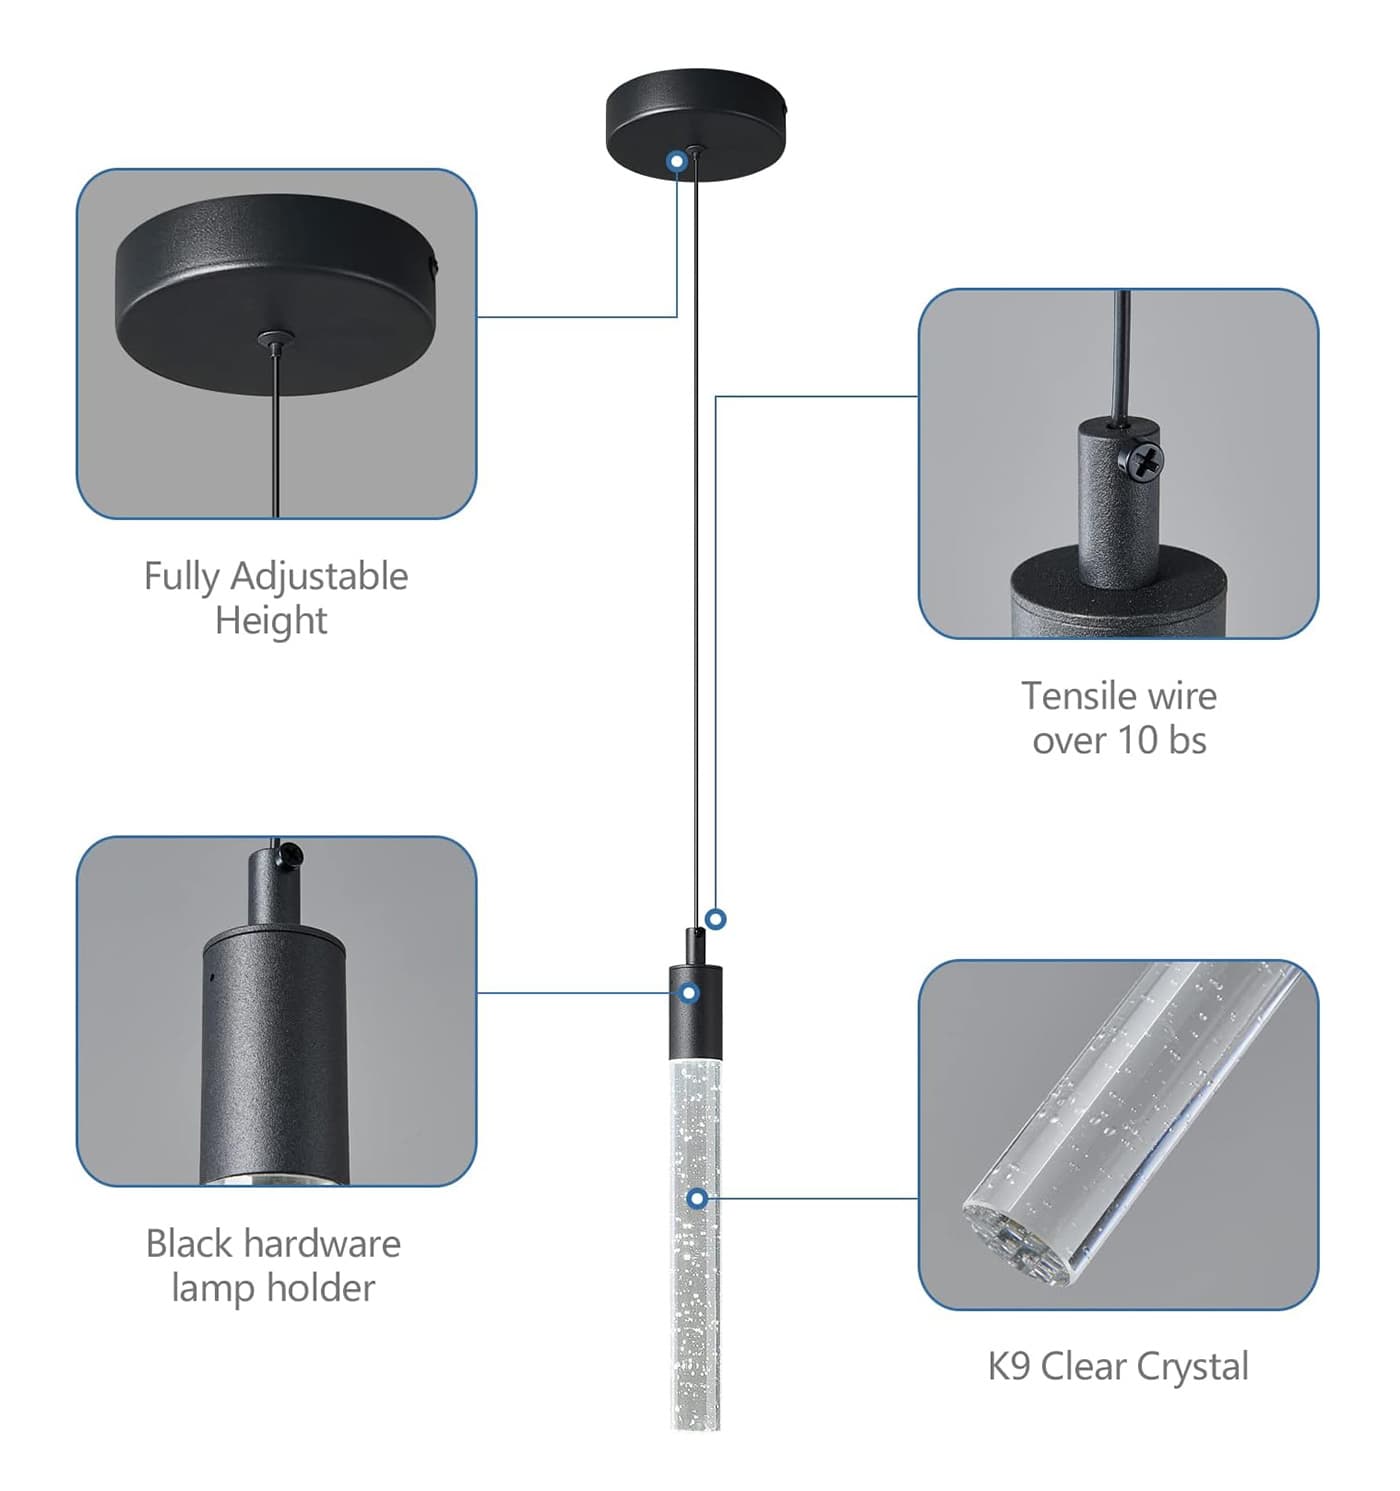 Fully Adjustable
Height
Tensile wire
over 10 bs
Black hardware
lamp holder
K9 Clear Crystal